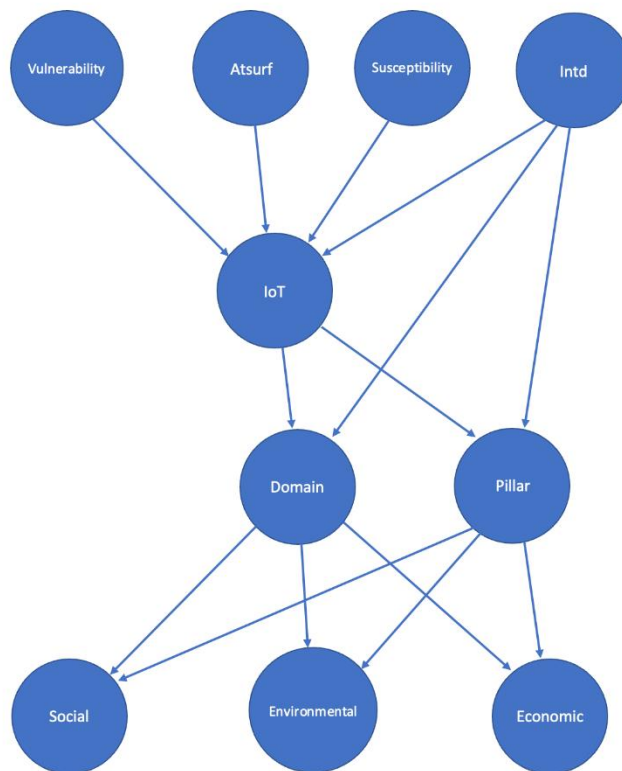 Vulnerability
Atsurf
Susceptibility
Intd
IoT
Domain
Pillar
Social
Environmental
Economic